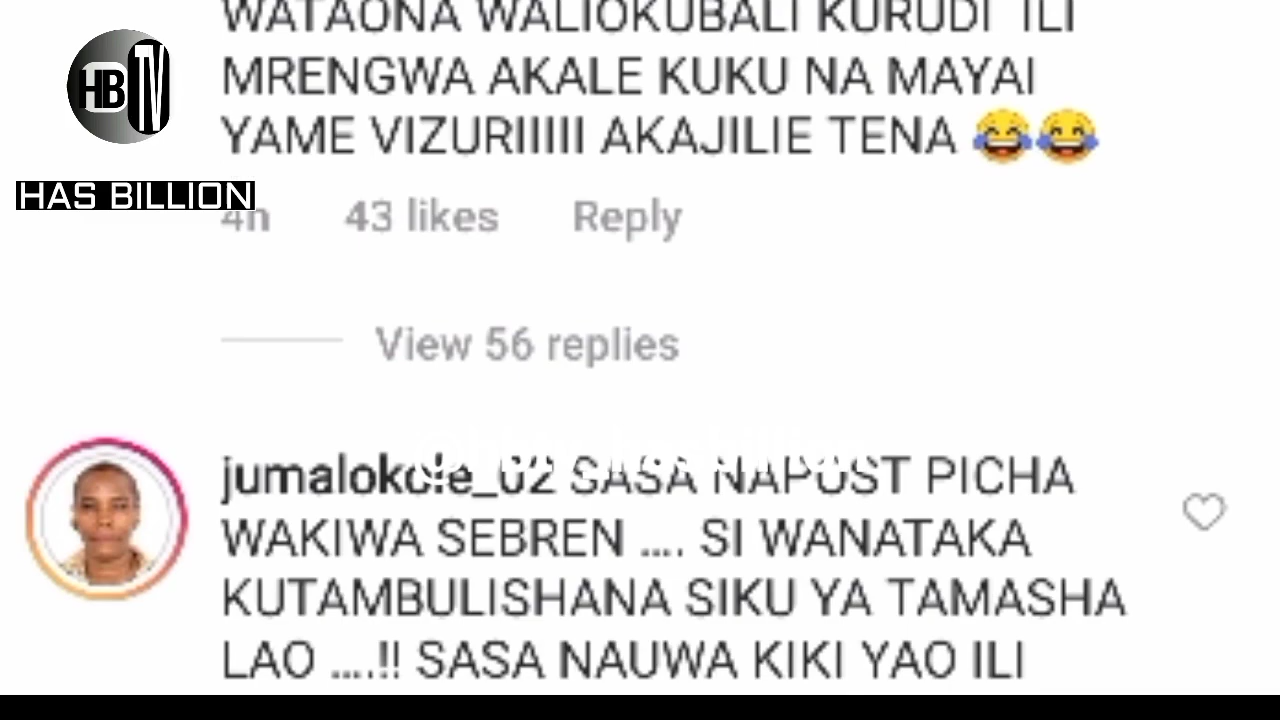 WATAONA WALIOKUBALI KURUDI ILI
HB TV
MRENGWA AKALE KUKU NA MAYAI
YAME VIZURIIIIII AKAJILIE TENA 😂😂
HAS BILLION
4h 43 likes Reply
View 56 replies
jumalokole_02 SASA NAPOST PICHA
WAKIWA SEBREN .... SI WANATAKA
KUTAMBULISHANA SIKU YA TAMASHA
LAO ....!! SASA NAUWA KIKI YAO ILI